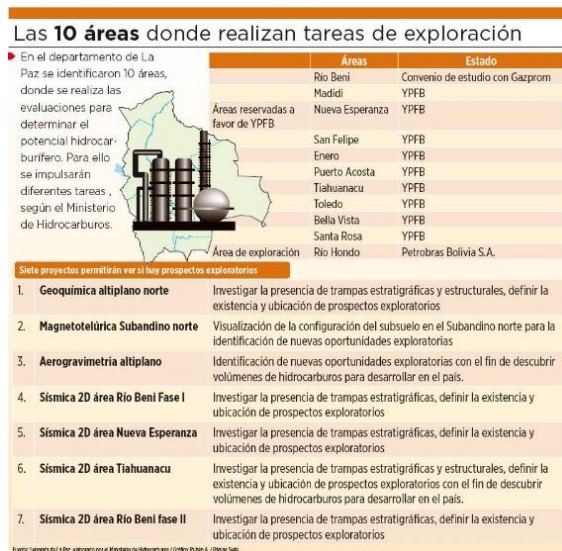 Las 10 áreas donde realizan tareas de exploración
En el departamento de La
Paz se identificaron 10 áreas,
donde se realiza las
evaluaciones para
determinar el
potencial hidrocar-
burífero. Para ello
se impulsarán
diferentes tareas ,
según el Ministerio
de Hidrocarburos.
Áreas Estado
Río Beni Convenio de estudio con Gazprom
Madidi YPFB
Áreas reservadas a
favor de YPFB
Nueva Esperanza YPFB
San Felipe YPFB
Enero YPFB
Puerto Acosta YPFB
Tiahuanacu YPFB
Toledo YPFB
Bella Vista YPFB
Santa Rosa YPFB
Área de exploración Río Hondo Petrobras Bolivia S.A.
Siete proyectos permitirán ver si hay prospectos exploratorios
1. Geoquímica altiplano norte Investigar la presencia de trampas estratigráficas y estructurales, definir la
existencia y ubicación de prospectos exploratorios
2. Magnetotelúrica Subandino norte Visualización de la configuración del subsuelo en el Subandino norte para la
identificación de nuevas oportunidades exploratorias
3. Aerogravimetria altiplano Identificación de nuevas oportunidades exploratorias con el fin de descubrir
volúmenes de hidrocarburos para desarrollar en el país.
4. Sísmica 2D área Río Beni Fase I Investigar la presencia de trampas estratigráficas, definir la existencia y
ubicación de prospectos exploratorios
5. Sísmica 2D área Nueva Esperanza Investigar la presencia de trampas estratigráficas, definir la existencia y
ubicación de prospectos exploratorios
6. Sísmica 2D área Tiahuanacu Investigar la presencia de trampas estratigráficas y estructurales, definir la
existencia y ubicación de prospectos exploratorios con el fin de descubrir
volúmenes de hidrocarburos para desarrollar en el país.
7. Sísmica 2D área Río Beni fase II Investigar la presencia de trampas estratigráficas, definir la existencia y
ubicación de prospectos exploratorios